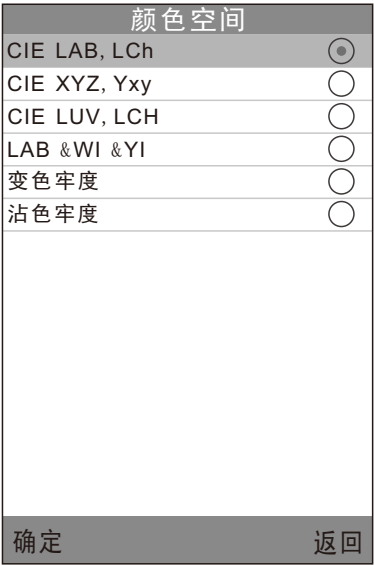 颜色空间
CIE LAB, LCh
CIE XYZ, Yxy
CIE LUV, LCH
LAB &WI &YI
变色牢度
沾色牢度
确定 返回